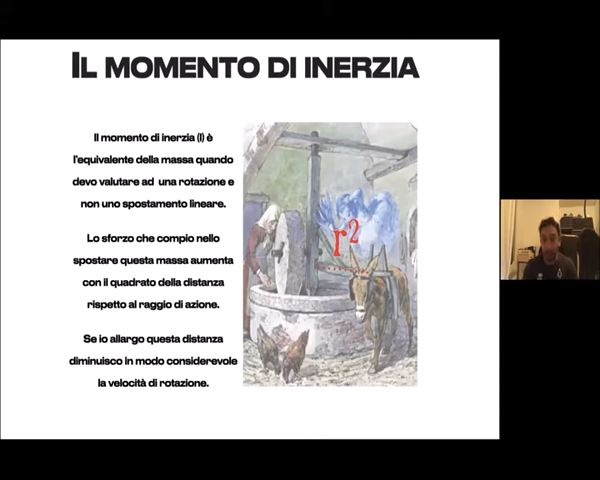 IL MOMENTO DI INERZIA
Il momento di inerzia (I) è
l'equivalente della massa quando
devo valutare ad una rotazione e
non uno spostamento lineare.
Lo sforzo che compio nello
spostare questa massa aumenta
con il quadrato della distanza
rispetto al raggio di azione.
Se io allargo questa distanza
diminuisco in modo considerevole
la velocità di rotazione.
r²